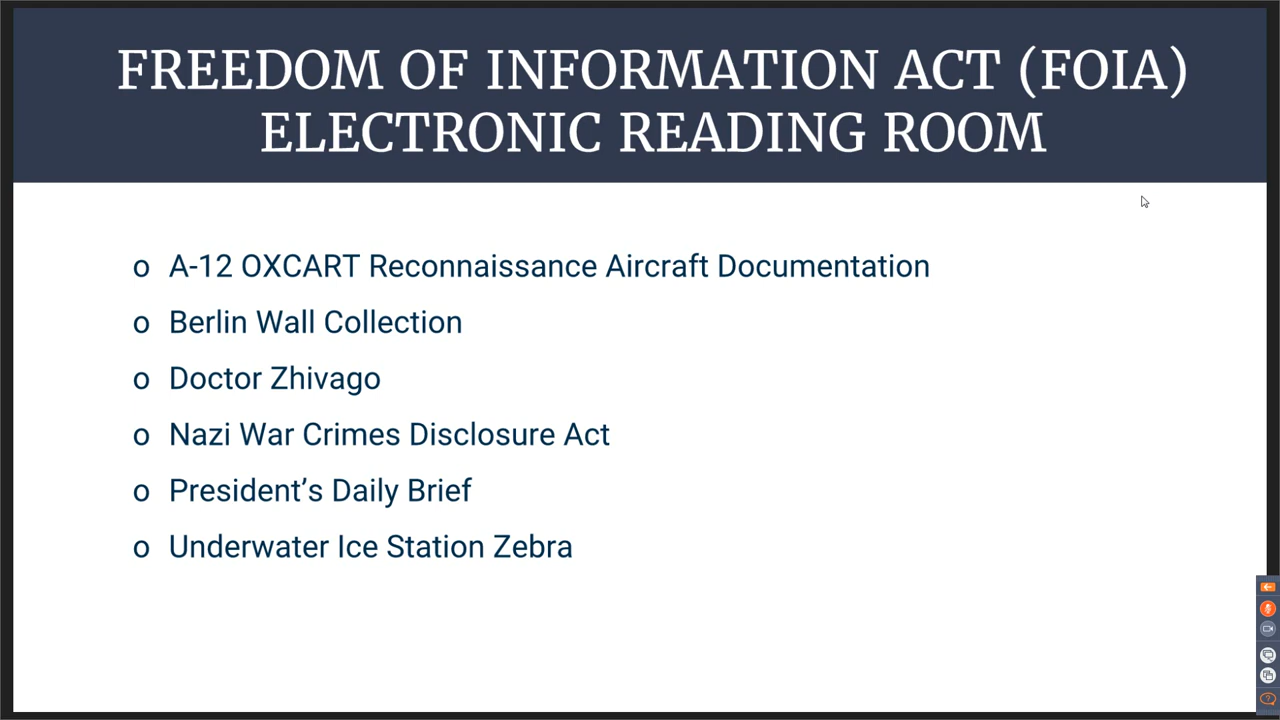 FREEDOM OF INFORMATION ACT (FOIA)
ELECTRONIC READING ROOM
o A-12 OXCART Reconnaissance Aircraft Documentation
o Berlin Wall Collection
o Doctor Zhivago
o Nazi War Crimes Disclosure Act
o President’s Daily Brief
o Underwater Ice Station Zebra